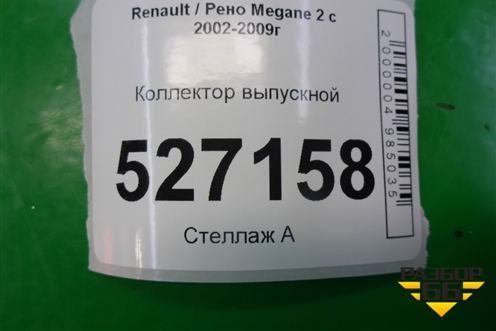 Renault / Рено Megane 2 с
2002-2009г
Коллектор выпускной
527158
Стеллаж А
2000004985035
РАЗБОР
66